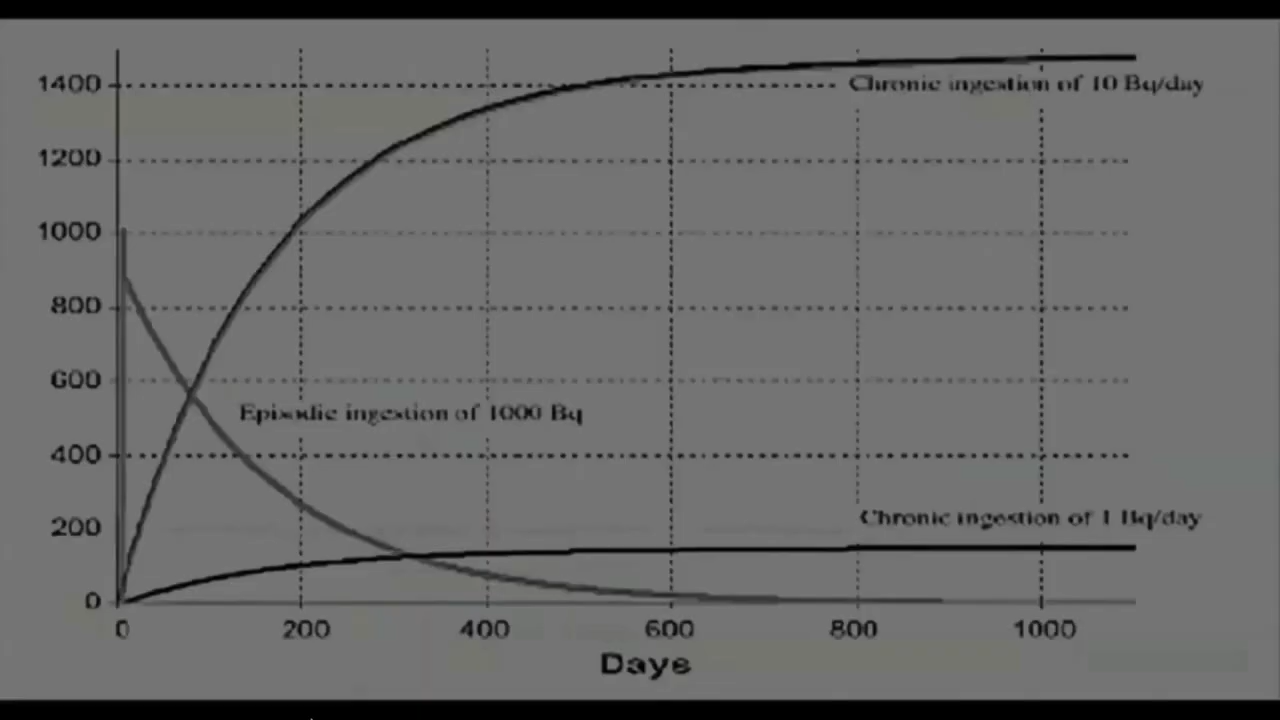 1400
Chronic ingestion of 10 Bq/day
1200
1000
800
600
Episodic ingestion of 1000 Bq
400
200
Chronic ingestion of 1 Bq/day
0
0 200 400 600 800 1000
Days